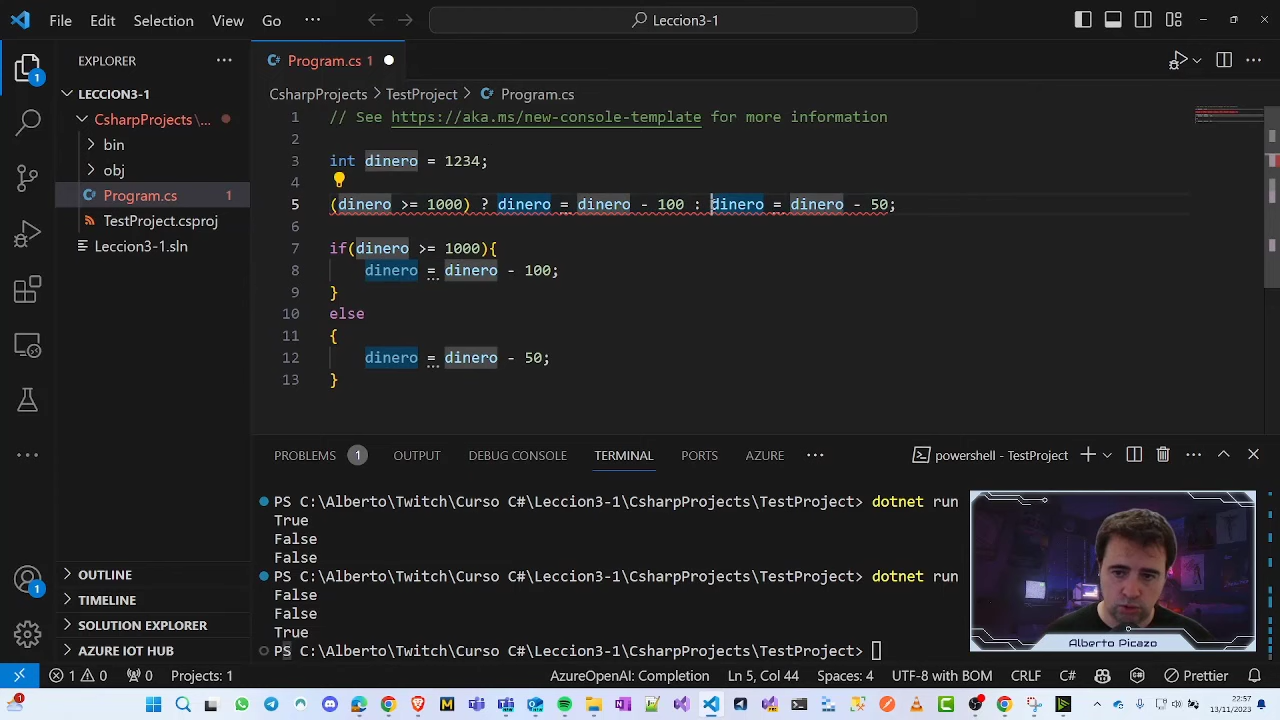 File Edit Selection View Go ··· Leccion3-1
EXPLORER ···
Program.cs 1
LECCION3-1
CsharpProjects > TestProject > Program.cs
CsharpProjects \ ...
bin
obj
Program.cs 1
TestProject.csproj
Leccion3-1.sln
1 // See https://aka.ms/new-console-template for more information
2
3 int dinero = 1234;
4
5 (dinero >= 1000) ? dinero = dinero - 100 : dinero = dinero - 50;
6
7 if(dinero >= 1000){
8 dinero = dinero - 100;
9 }
10 else
11 {
12 dinero = dinero - 50;
13 }
PROBLEMS 1 OUTPUT DEBUG CONSOLE TERMINAL PORTS AZURE ··· powershell - TestProject
PS C:\Alberto\Twitch\Curso C#\Leccion3-1\CsharpProjects\TestProject> dotnet run
True
False
False
PS C:\Alberto\Twitch\Curso C#\Leccion3-1\CsharpProjects\TestProject> dotnet run
False
False
True
PS C:\Alberto\Twitch\Curso C#\Leccion3-1\CsharpProjects\TestProject>
OUTLINE
TIMELINE
SOLUTION EXPLORER
AZURE IOT HUB
1
1
Alberto Picazo
1 0 0 Projects: 1 AzureOpenAI: Completion Ln 5, Col 44 Spaces: 4 UTF-8 with BOM CRLF C# Prettier
22:57
13/11/2023